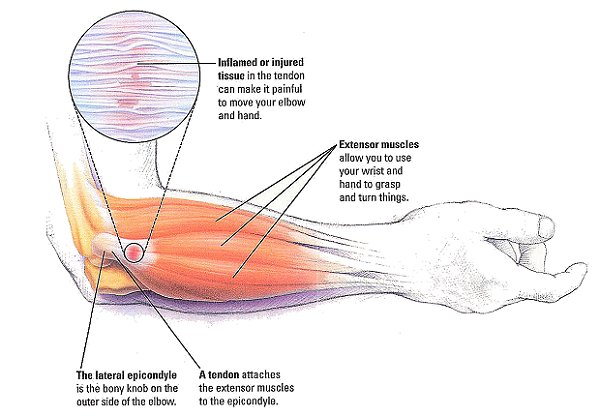 Inflamed or injured
tissue in the tendon
can make it painful
to move your elbow
and hand.
Extensor muscles
allow you to use
your wrist and
hand to grasp
and turn things.
The lateral epicondyle
is the bony knob on the
outer side of the elbow.
A tendon attaches
the extensor muscles
to the epicondyle.